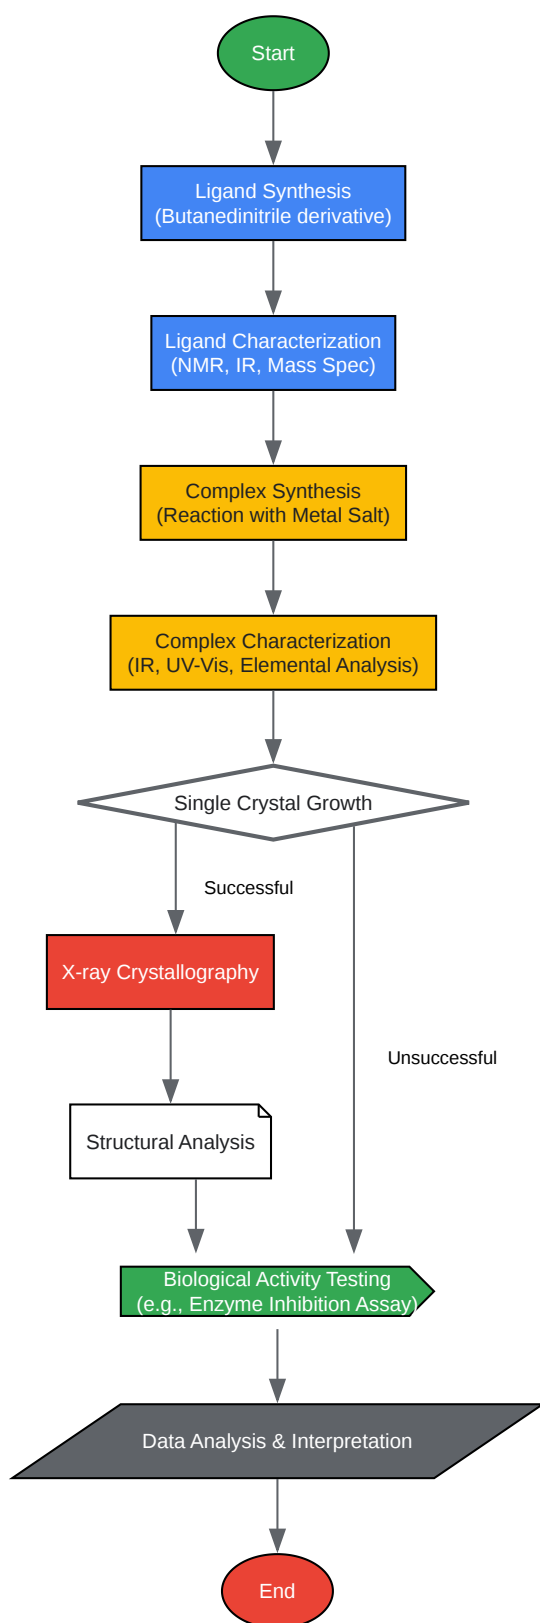 Start
Ligand Synthesis
(Butanedinitrile derivative)
Ligand Characterization
(NMR, IR, Mass Spec)
Complex Synthesis
(Reaction with Metal Salt)
Complex Characterization
(IR, UV-Vis, Elemental Analysis)
Single Crystal Growth
Successful
X-ray Crystallography
Unsuccessful
Structural Analysis
Biological Activity Testing
(e.g., Enzyme Inhibition Assay)
Data Analysis & Interpretation
End